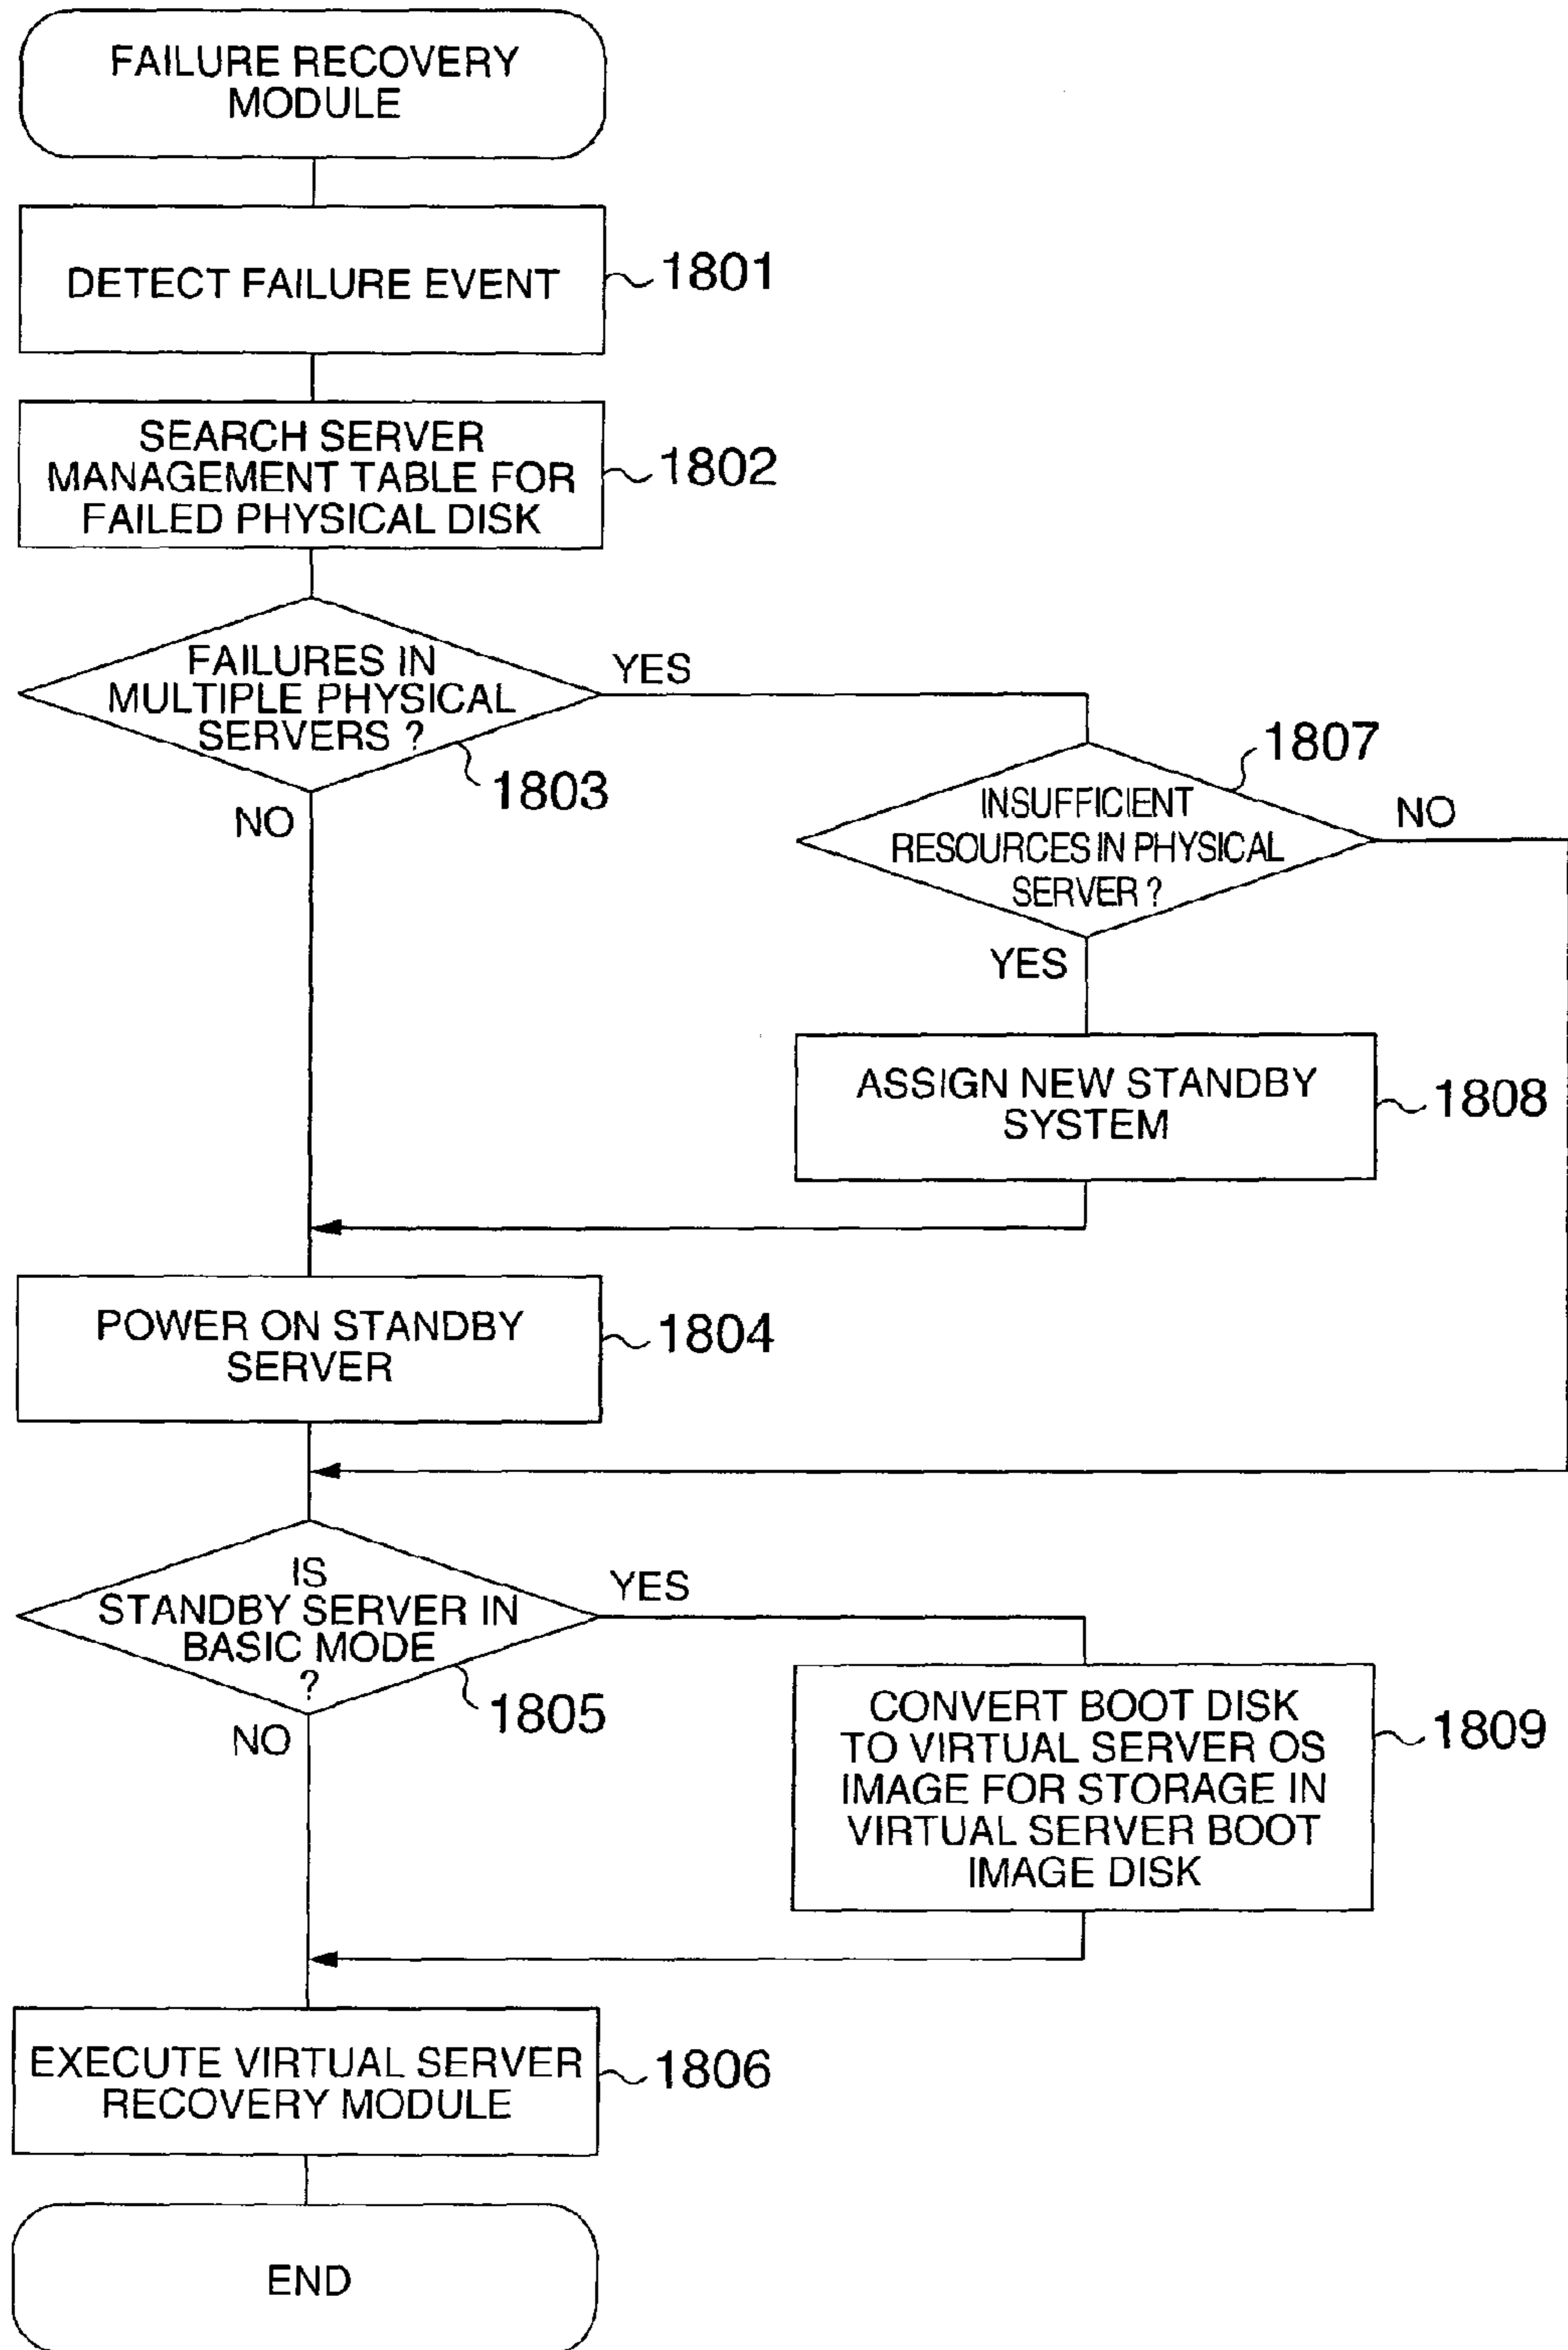 FAILURE RECOVERY
MODULE
DETECT FAILURE EVENT
1801
SEARCH SERVER
MANAGEMENT TABLE FOR
FAILED PHYSICAL DISK
1802
FAILURES IN
MULTIPLE PHYSICAL
SERVERS ?
YES
1803
NO
1807
INSUFFICIENT
RESOURCES IN PHYSICAL
SERVER ?
NO
YES
ASSIGN NEW STANDBY
SYSTEM
1808
POWER ON STANDBY
SERVER
1804
IS
STANDBY SERVER IN
BASIC MODE
?
YES
1805
NO
CONVERT BOOT DISK
TO VIRTUAL SERVER OS
IMAGE FOR STORAGE IN
VIRTUAL SERVER BOOT
IMAGE DISK
1809
EXECUTE VIRTUAL SERVER
RECOVERY MODULE
1806
END